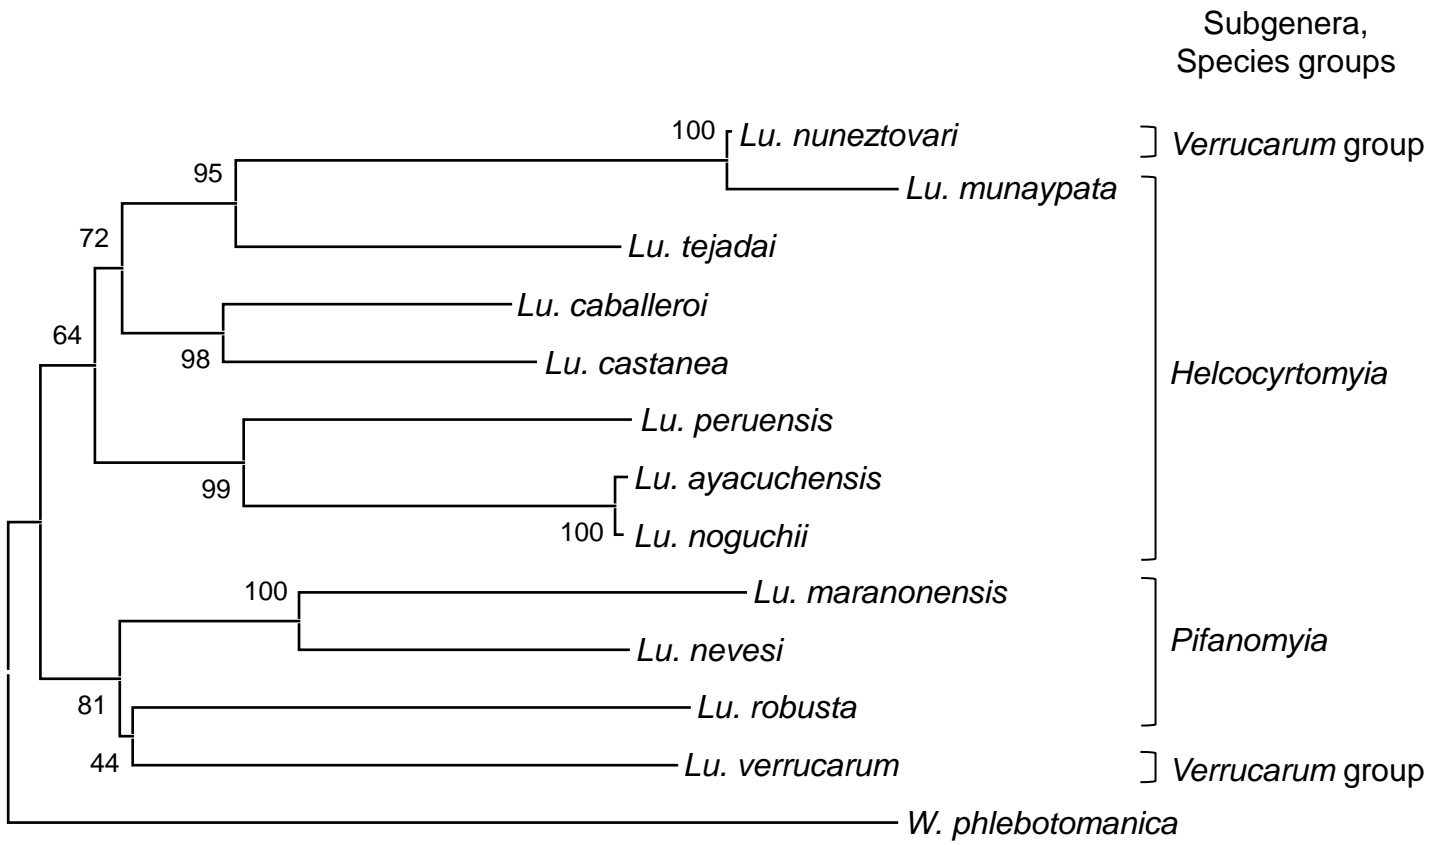 Subgenera,
Species groups
100
Lu. nuneztovari
Verrucarum group
95
Lu. munaypata
72
Lu. tejadai
Lu. caballeroi
64
98
Lu. castanea
Helcocyrtomyia
Lu. peruensis
99
Lu. ayacuchensis
100
Lu. noguchii
100
Lu. maranonensis
Lu. nevesi
Pifanomyia
81
Lu. robusta
44
Lu. verrucarum
Verrucarum group
W. phlebotomanica